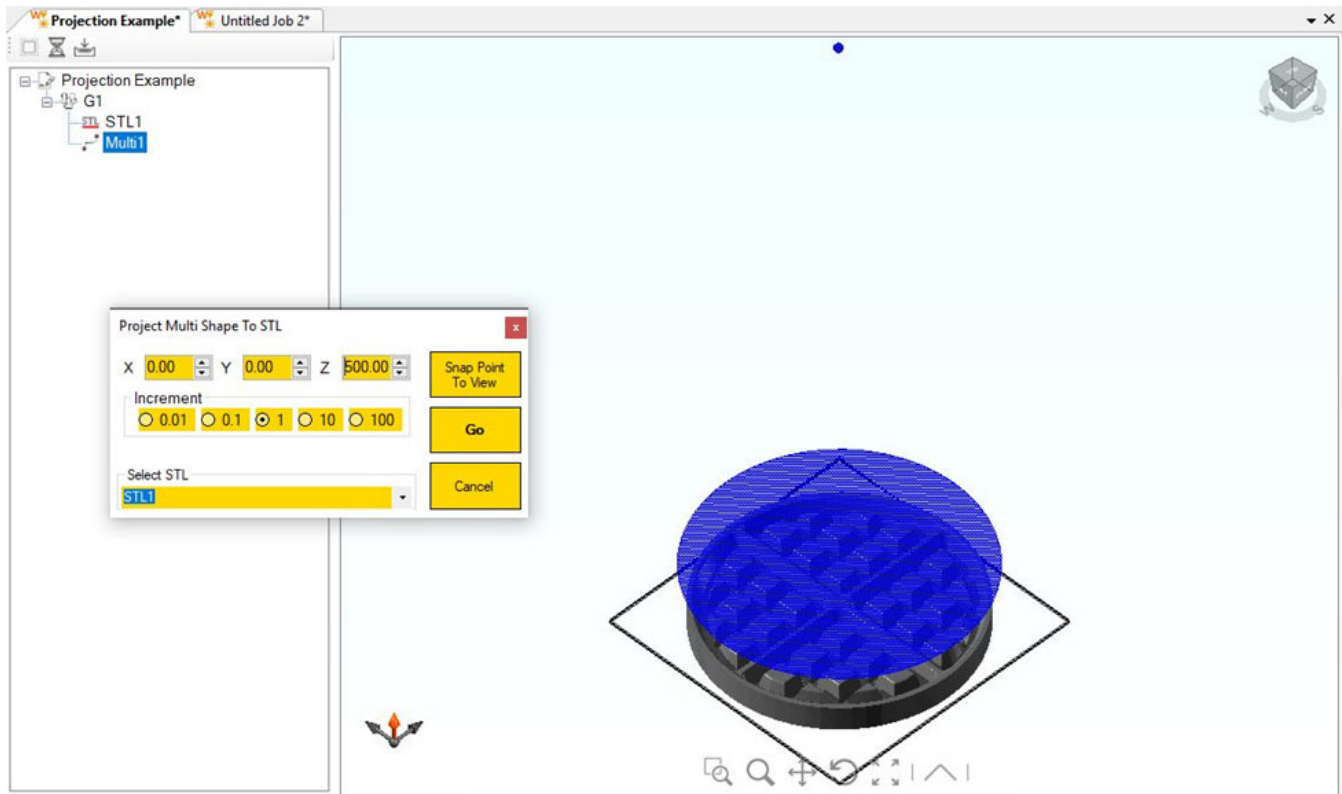 Projection Example* Untitled Job 2*
Projection Example
G1
STL STL1
Multi1
Project Multi Shape To STL
X 0.00 Y 0.00 Z 500.00
Snap Point
To View
Increment
0.01 0.1 1 10 100
Go
Select STL
STL1
Cancel